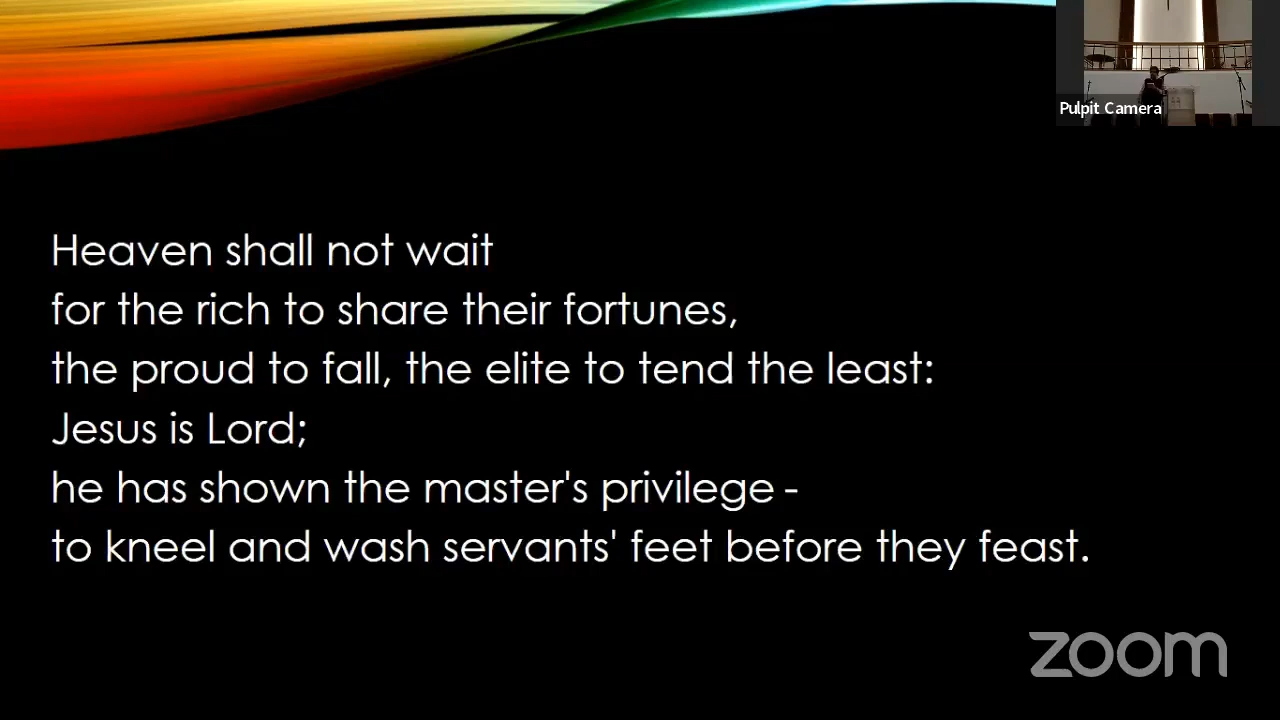 Pulpit Camera
Heaven shall not wait
for the rich to share their fortunes,
the proud to fall, the elite to tend the least:
Jesus is Lord;
he has shown the master's privilege -
to kneel and wash servants' feet before they feast.
zoom